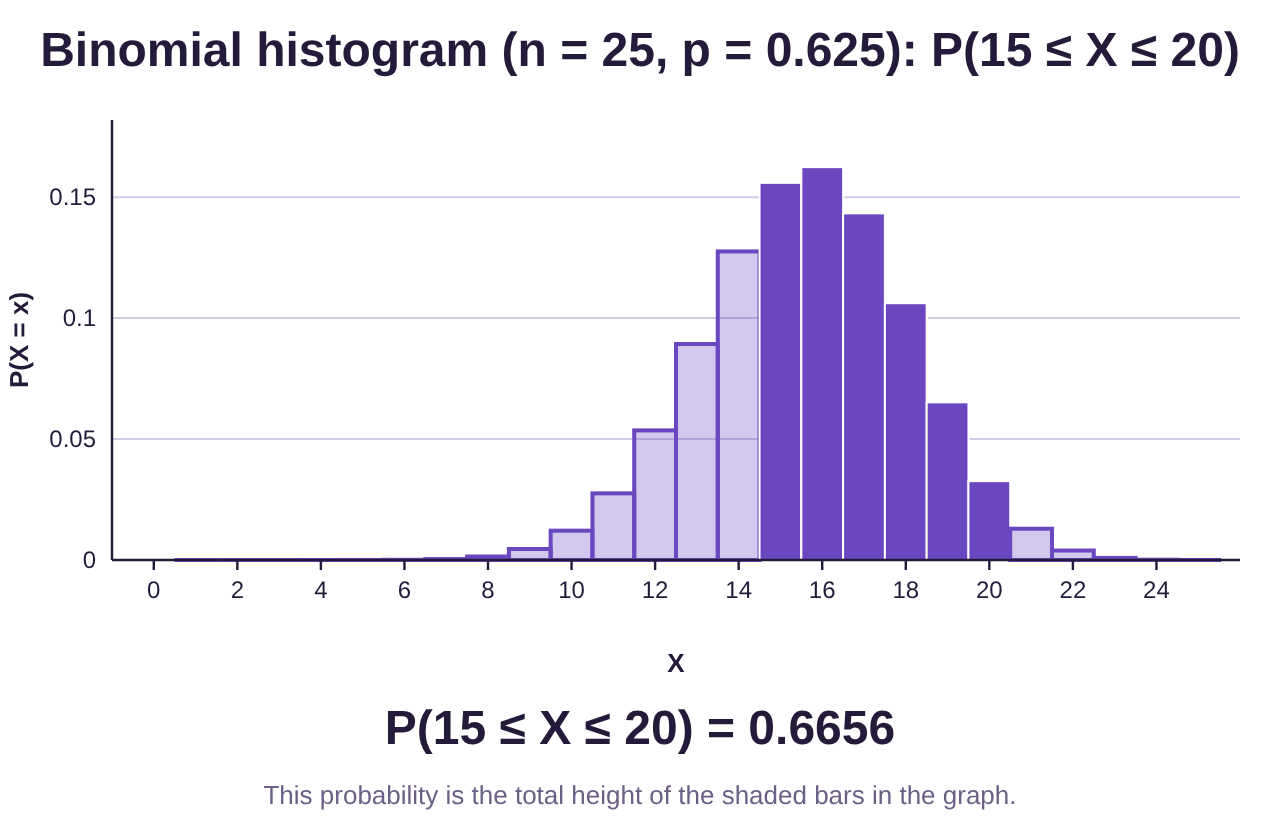 Binomial histogram (n = 25, p = 0.625): P(15 ≤ X ≤ 20)
0.15
0.1
0.05
0
P(X = x)
0 2 4 6 8 10 12 14 16 18 20 22 24
X
P(15 ≤ X ≤ 20) = 0.6656
This probability is the total height of the shaded bars in the graph.